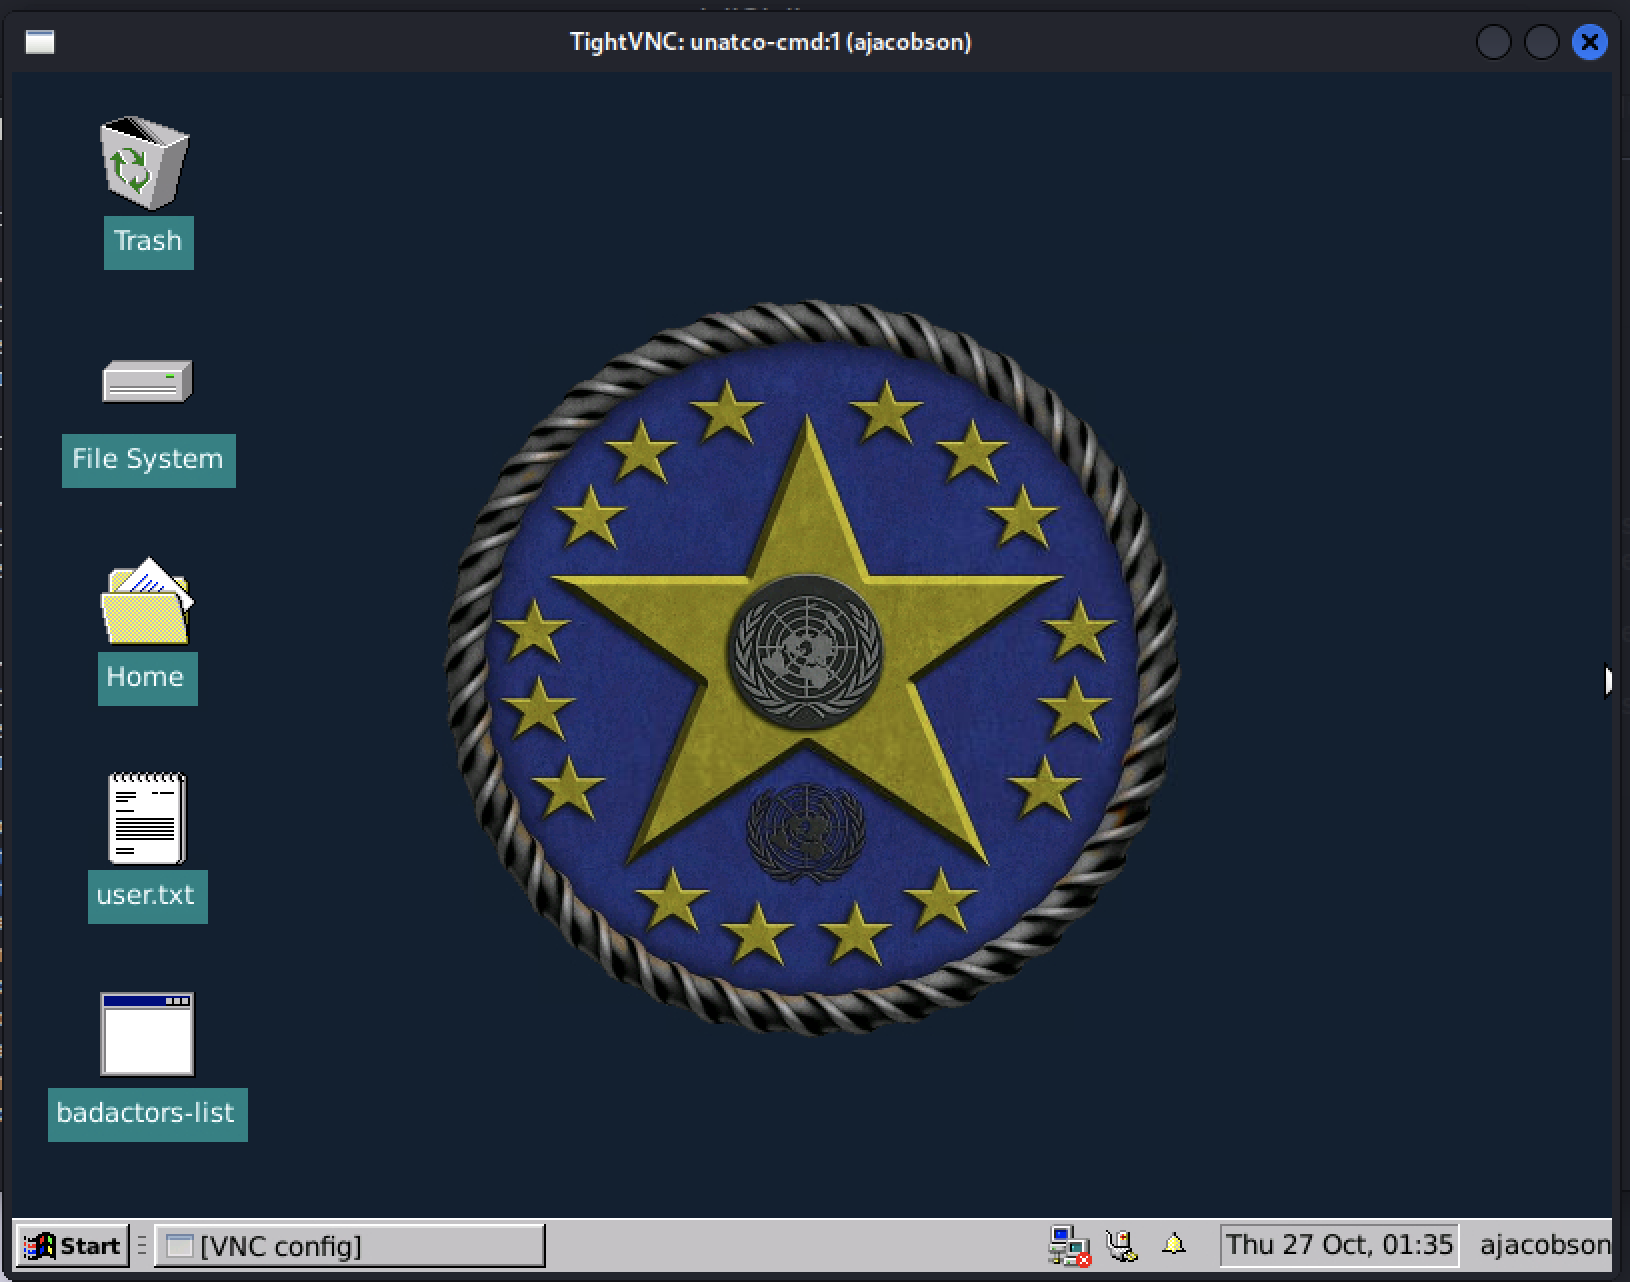 TightVNC: unatco-cmd:1 (ajacobson)
Trash
File System
Home
user.txt
badactors-list
Start
[VNC config]
Thu 27 Oct, 01:35
ajacobson